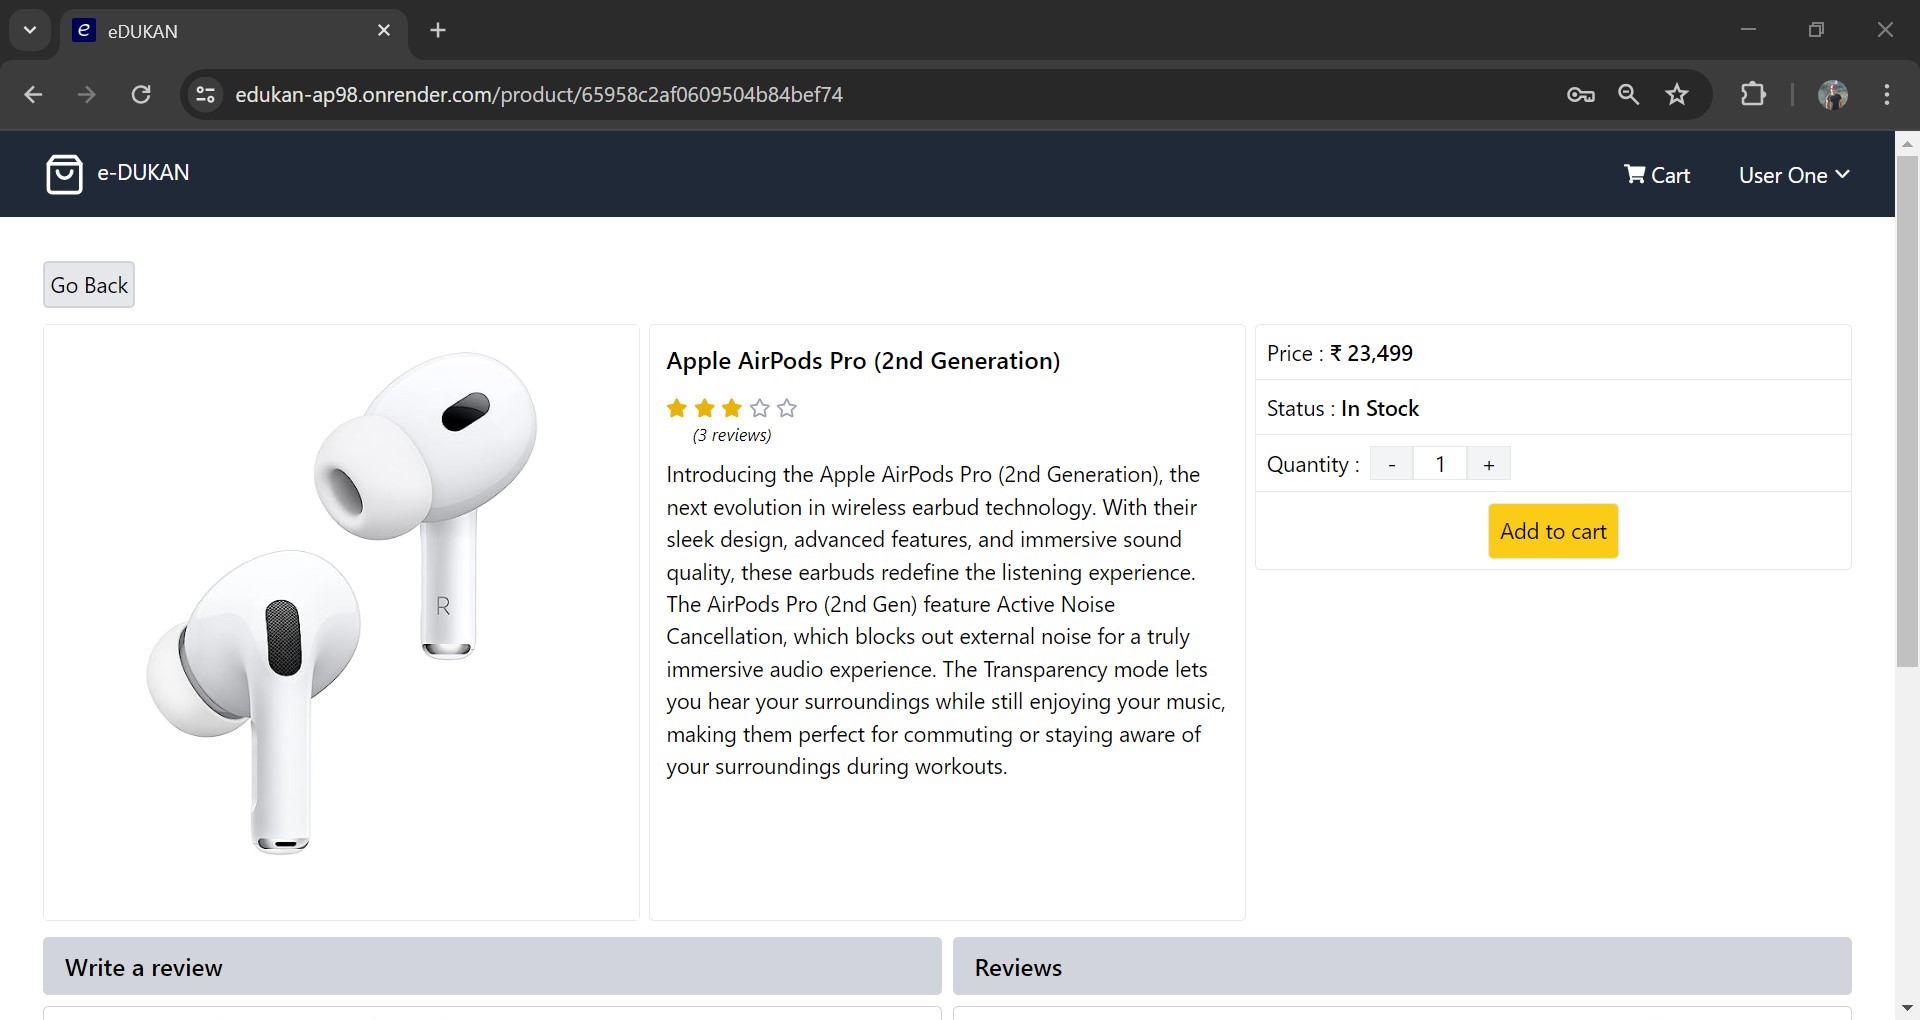 eDUKAN
edukan-ap98.onrender.com/product/65958c2af0609504b84bef74
e-DUKAN
Cart
User One
Go Back
R
Apple AirPods Pro (2nd Generation)
(3 reviews)
Introducing the Apple AirPods Pro (2nd Generation), the
next evolution in wireless earbud technology. With their
sleek design, advanced features, and immersive sound
quality, these earbuds redefine the listening experience.
The AirPods Pro (2nd Gen) feature Active Noise
Cancellation, which blocks out external noise for a truly
immersive audio experience. The Transparency mode lets
you hear your surroundings while still enjoying your music,
making them perfect for commuting or staying aware of
your surroundings during workouts.
Price : ₹ 23,499
Status : In Stock
Quantity : - 1 +
Add to cart
Write a review
Reviews